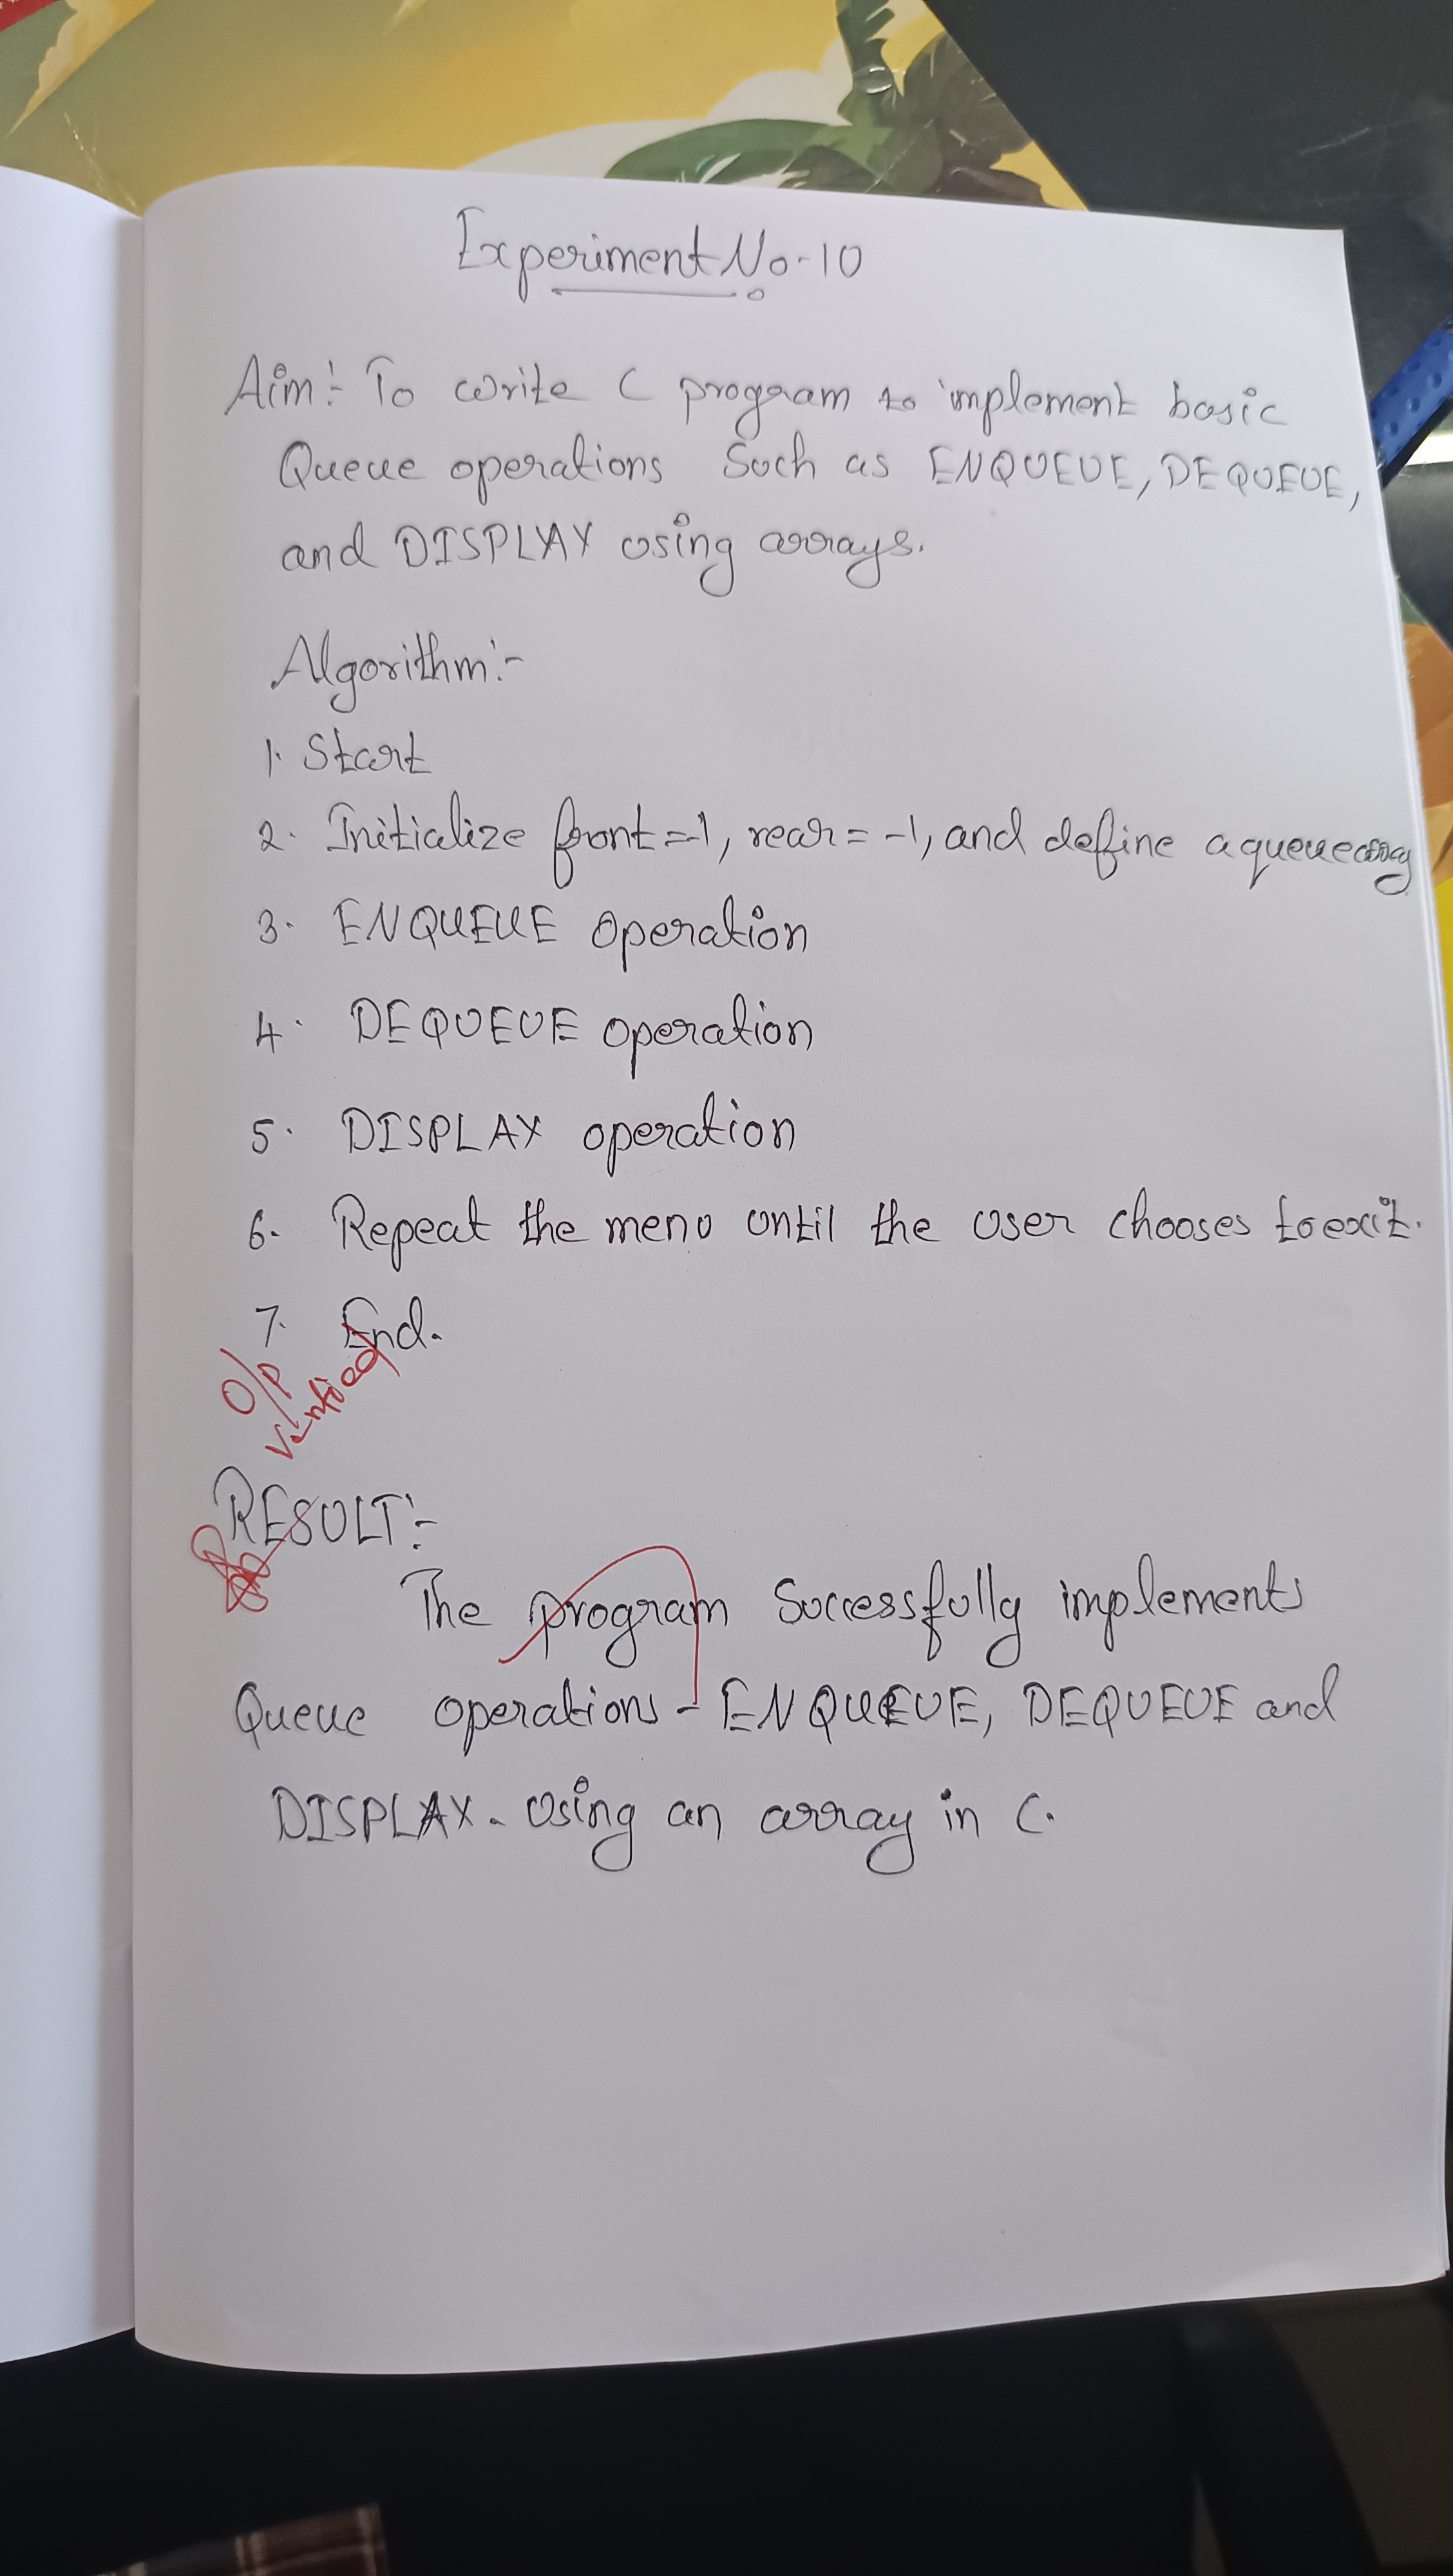 Experiment No-10
Aim:- To write C program to implement basic
Queue operations Such as ENQUEUE, DEQUEUE,
and DISPLAY using arrays.
Algorithm:-
1. Start
2. Initialize front=-1, rear=-1, and define a queue array
3. ENQUEUE operation
4. DEQUEUE operation
5. DISPLAY operation
6. Repeat the menu until the user chooses to exit.
7. End.
O/P
Verified
RESULT:-
The program Successfully implements
Queue operations - ENQUEUE, DEQUEUE and
DISPLAY - Using an array in C.